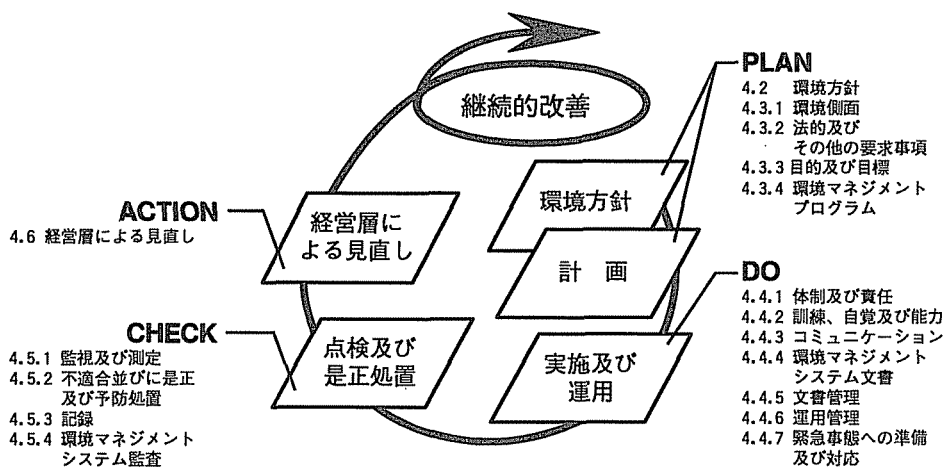 継続的改善
PLAN
4.2 環境方針
4.3.1 環境側面
4.3.2 法的及び
その他の要求事項
4.3.3 目的及び目標
4.3.4 環境マネジメント
プログラム
環境方針
計 画
ACTION
4.6 経営層による見直し
経営層に
よる見直し
DO
4.4.1 体制及び責任
4.4.2 訓練、自覚及び能力
4.4.3 コミュニケーション
4.4.4 環境マネジメント
システム文書
4.4.5 文書管理
4.4.6 運用管理
4.4.7 緊急事態への準備
及び対応
実施及び
運用
CHECK
4.5.1 監視及び測定
4.5.2 不適合並びに是正
及び予防処置
4.5.3 記録
4.5.4 環境マネジメント
システム監査
点検及び
是正処置